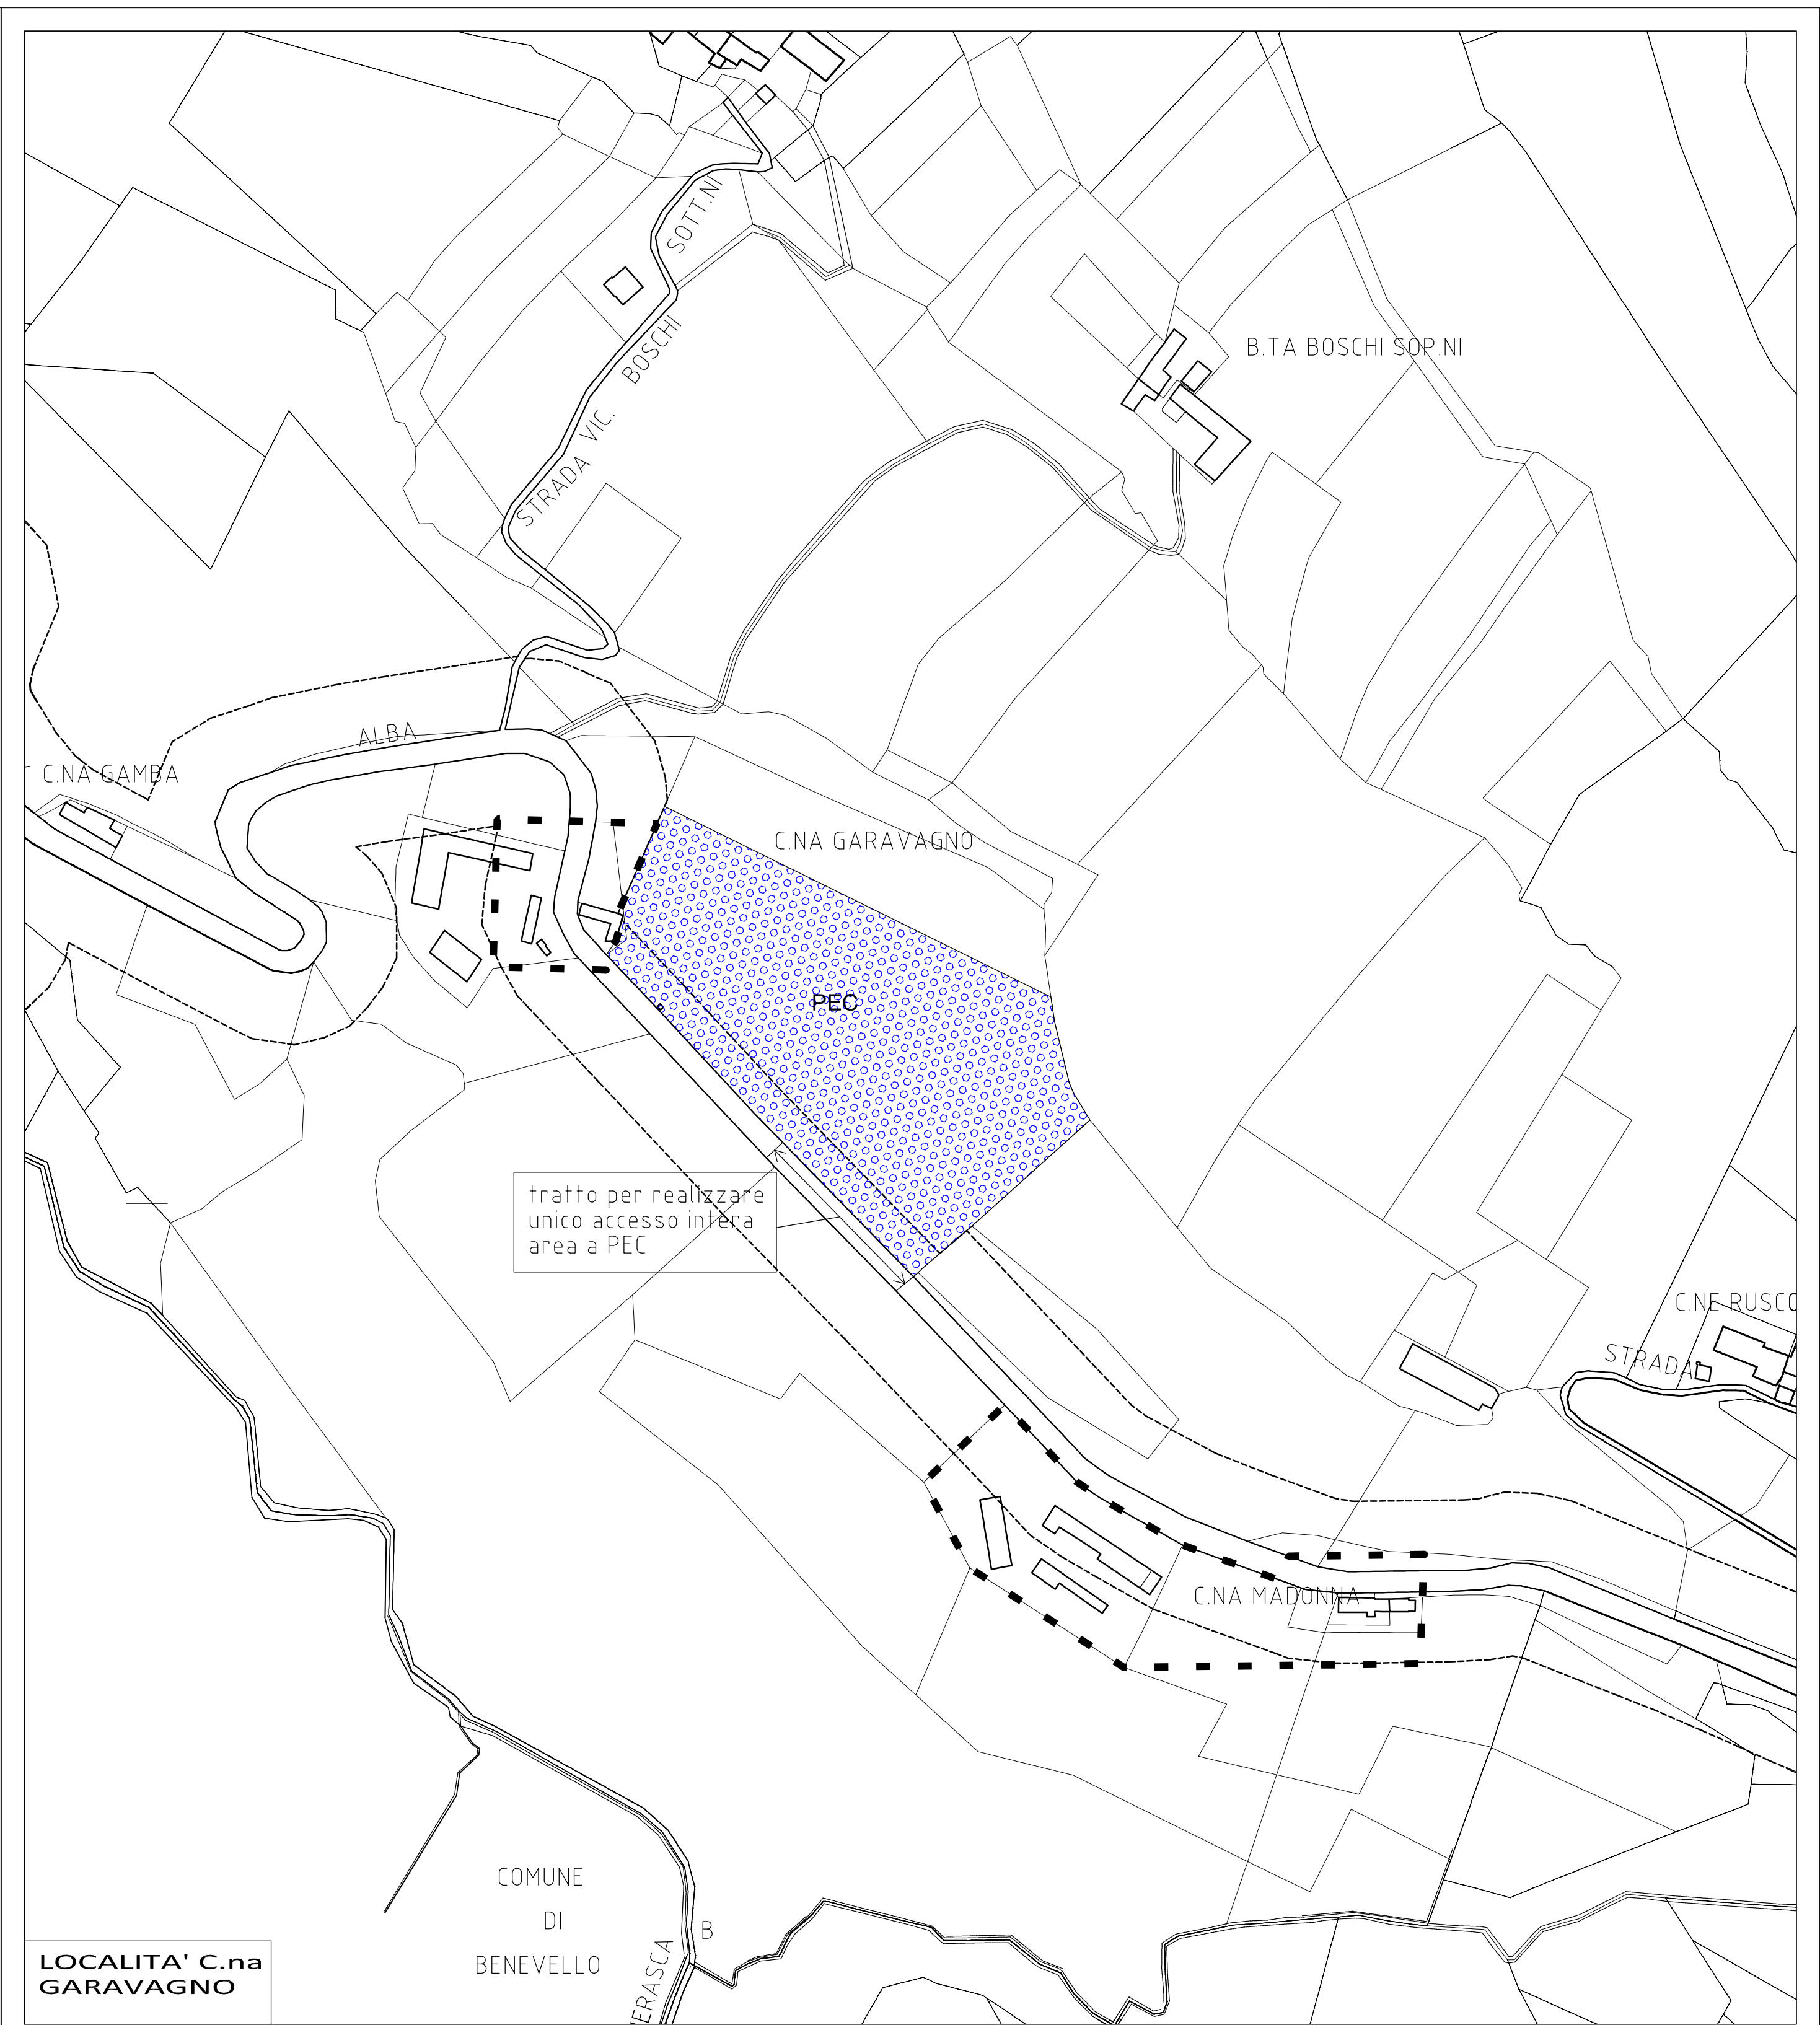 SOTT.NI
BOSCHI
STRADA VIC.
B.TA BOSCHI SOP.NI
ALBA
C.NA GAMBA
C.NA GARAVAGNO
PEC
tratto per realizzare
unico accesso intera
area a PEC
C.NE RUSCO
STRADA
C.NA MADONNA
COMUNE
DI
BENEVELLO
B
ERASCA
LOCALITA' C.na
GARAVAGNO